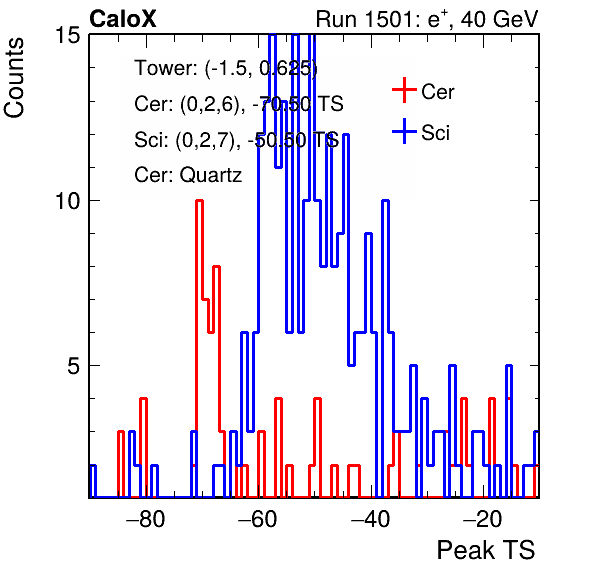 CaloX Run 1501: e+, 40 GeV
Counts
15
10
5
Tower: (-1.5, 0.625)
Cer: (0,2,6), -70.50 TS
Sci: (0,2,7), -50.50 TS
Cer: Quartz
Cer
Sci
−80 −60 −40 −20
Peak TS